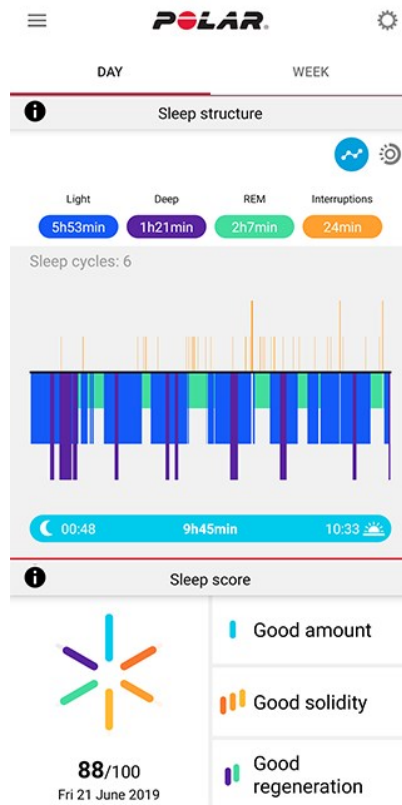 POLAR.
DAY WEEK
Sleep structure
Light Deep REM Interruptions
5h53min 1h21min 2h7min 24min
Sleep cycles: 6
00:48 9h45min 10:33
Sleep score
Good amount
Good solidity
88/100
Fri 21 June 2019
Good
regeneration